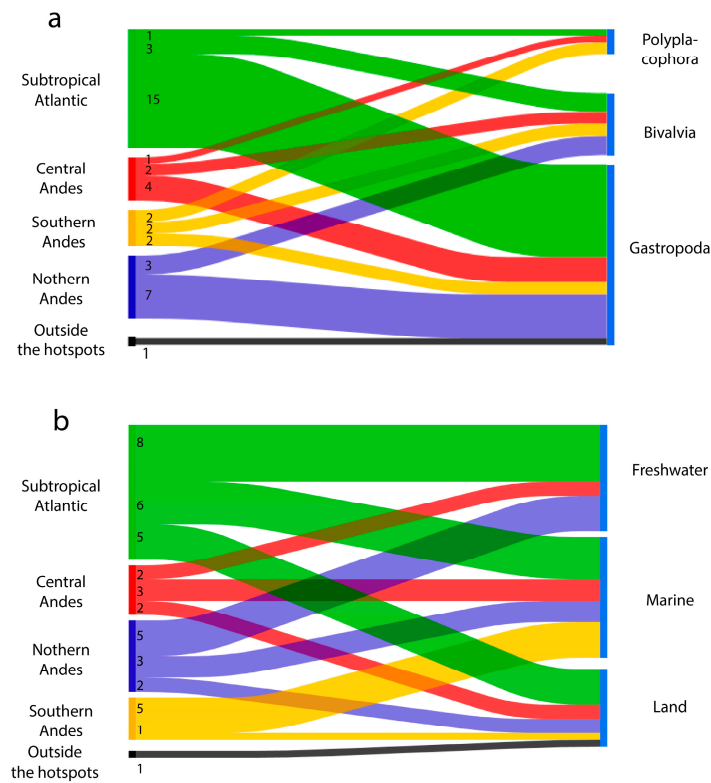 a
Subtropical
Atlantic
1
3
15
Central
Andes
1
2
4
Southern
Andes
2
2
2
Nothern
Andes
3
7
Outside
the hotspots
1
Polypla-
cophora
Bivalvia
Gastropoda
b
Subtropical
Atlantic
8
6
5
Central
Andes
2
3
2
Nothern
Andes
5
3
2
Southern
Andes
5
1
Outside
the hotspots
1
Freshwater
Marine
Land